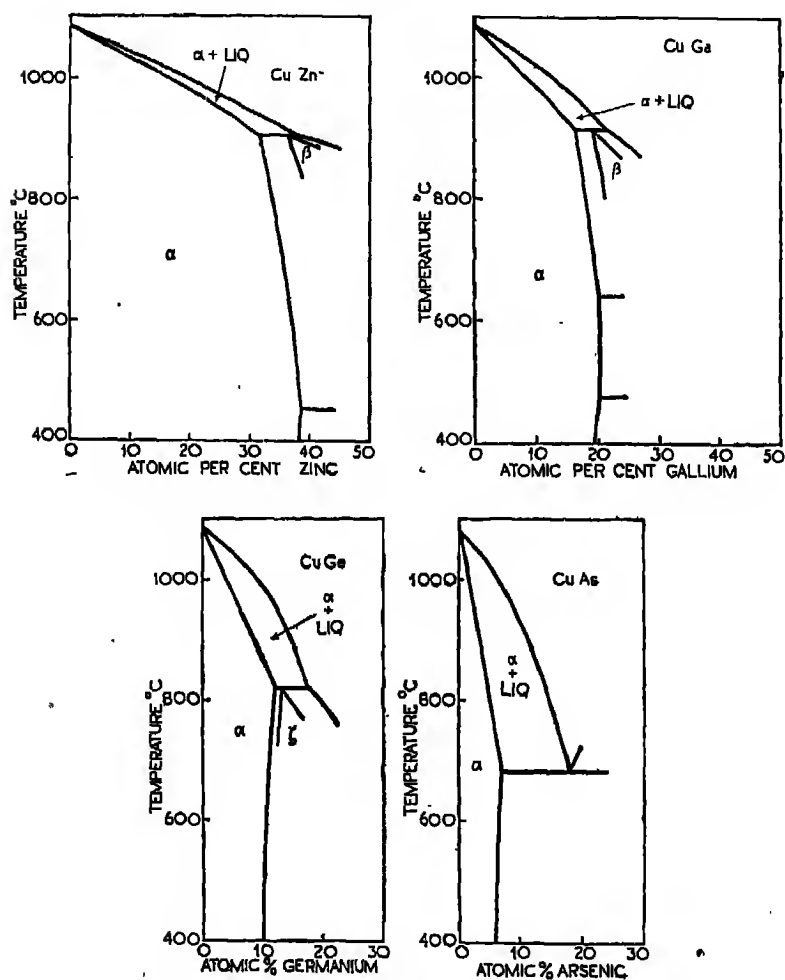 Cu Zn
α + LIQ
β
α
TEMPERATURE °C
1000
800
600
400
0 10 20 30 40 50
ATOMIC PER CENT ZINC
Cu Ga
α + LIQ
β
α
TEMPERATURE °C
1000
800
600
400
0 10 20 30 40 50
ATOMIC PER CENT GALLIUM
Cu Ge
α
+
LIQ
α
ζ
TEMPERATURE °C
1000
800
600
400
0 10 20 30
ATOMIC % GERMANIUM
Cu As
α
+
LIQ
α
TEMPERATURE °C
1000
800
600
400
0 10 20 30
ATOMIC % ARSENIC